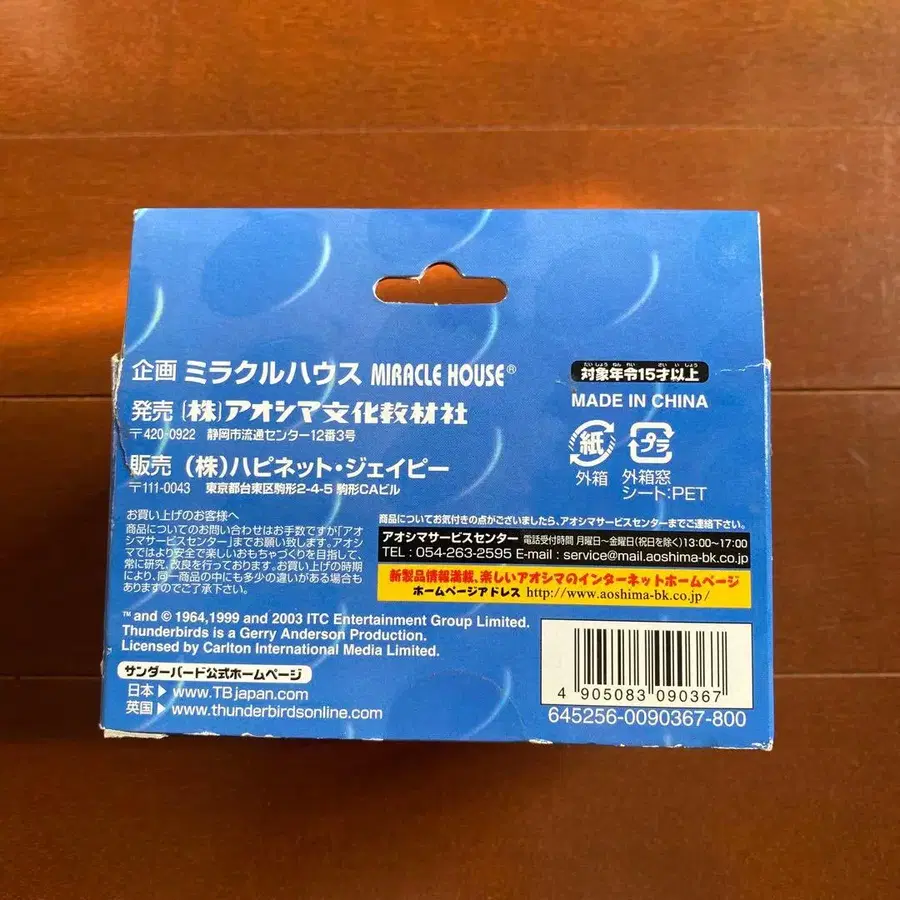 企画 ミラクルハウス MIRACLE HOUSE®
発売 (株)アオシマ文化教材社
〒420-0922 静岡市流通センター12番3号
販売 (株)ハピネット・ジェイピー
〒111-0043 東京都台東区駒形2-4-5 駒形CAビル
たいしょうねんれい さいいじょう
対象年令15才以上
MADE IN CHINA
紙 プラ
外箱 外箱窓
シート:PET
お買い上げのお客様へ
商品についてのお問い合わせはお手数ですが「アオ
シマサービスセンター」までお願い致します。アオシ
マではより安全で楽しいおもちゃづくりを目指して、
常に研究、改良を行っております。お買い上げの時期
により、同一商品の中にも多少の違いがある場合も
ありますのでご了承下さい。
商品についてお気付きの点がございましたら、アオシマサービスセンターまでご連絡下さい。
アオシマサービスセンター 電話受付時間 月曜日〜金曜日(祝日を除く)13:00〜17:00
TEL : 054-263-2595 E-mail : service@mail.aoshima-bk.co.jp
新製品情報満載、楽しいアオシマのインターネットホームページ
ホームページアドレス http://www.aoshima-bk.co.jp/
™ and © 1964,1999 and 2003 ITC Entertainment Group Limited.
Thunderbirds is a Gerry Anderson Production.
Licensed by Carlton International Media Limited.
サンダーバード公式ホームページ
日本 ▶ www.TBjapan.com
英国 ▶ www.thunderbirdsonline.com
4 905083 090367
645256-0090367-800